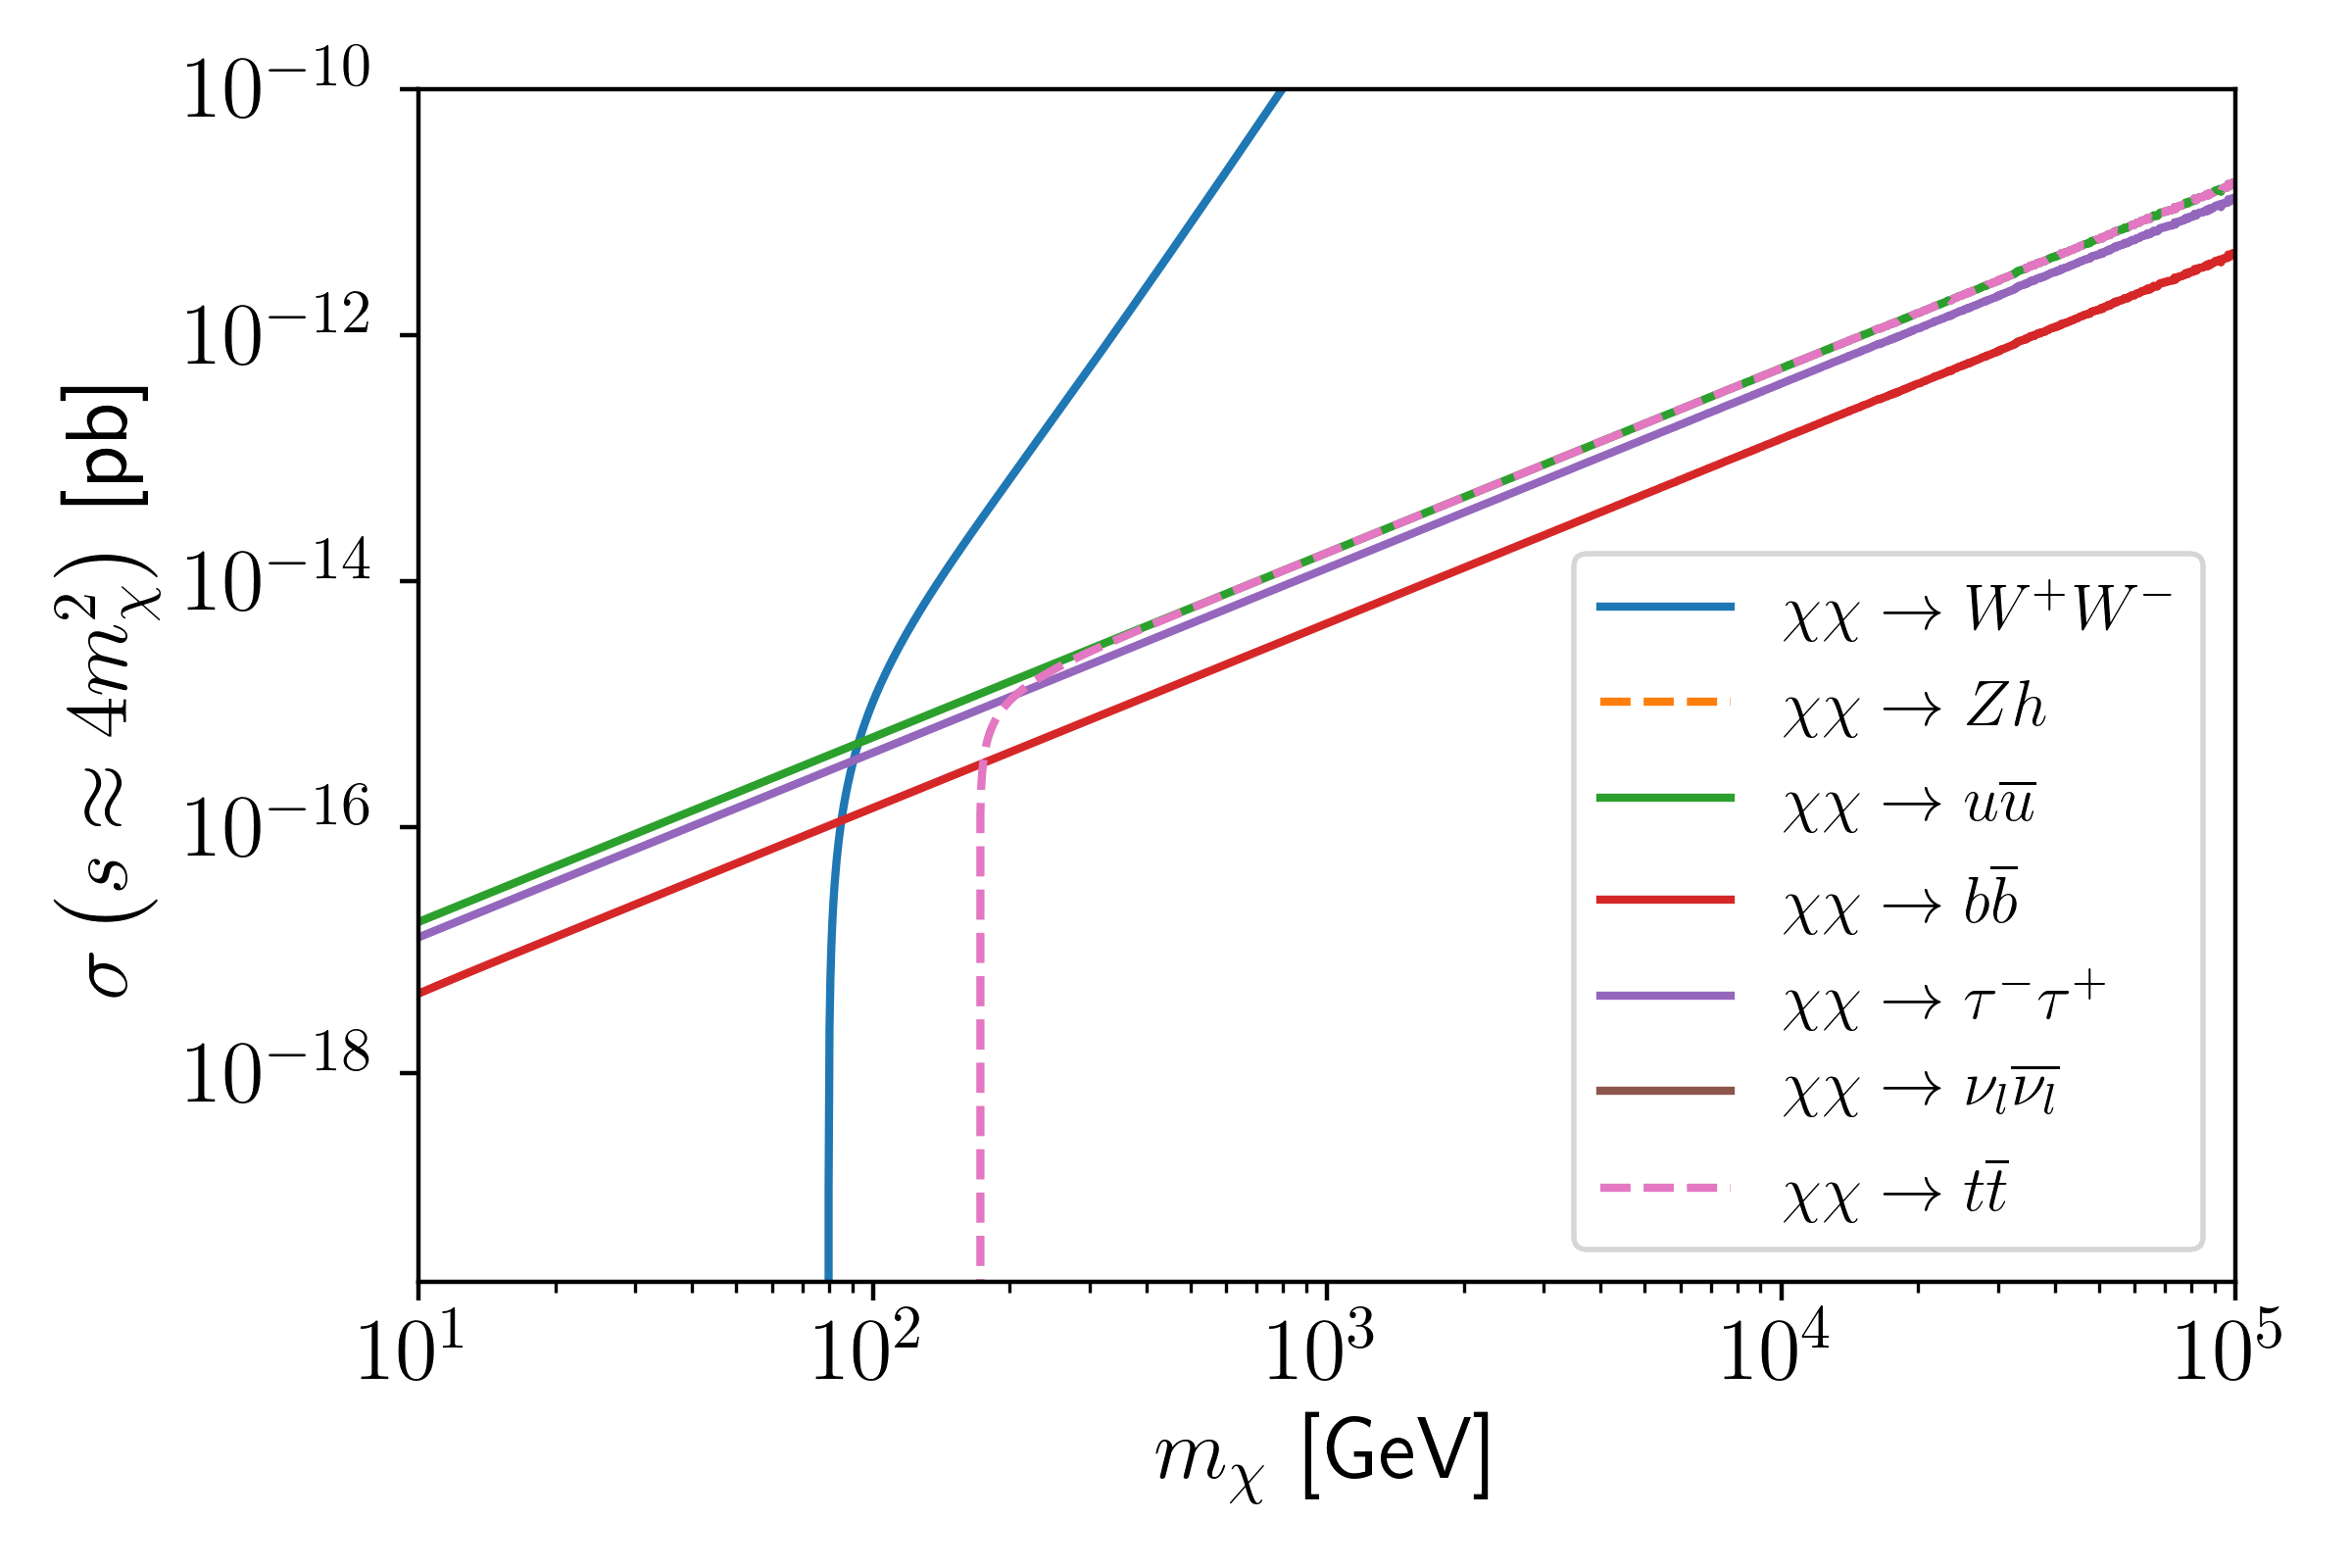 σ (s ≈ 4m_χ^2) [pb]
10^−10
10^−12
10^−14
10^−16
10^−18
χχ → W^+W^−
χχ → Zh
χχ → uu̅
χχ → bb̅
χχ → τ^−τ^+
χχ → ν_l ν̅_l
χχ → tt̅
10^1
10^2
10^3
10^4
10^5
m_χ [GeV]